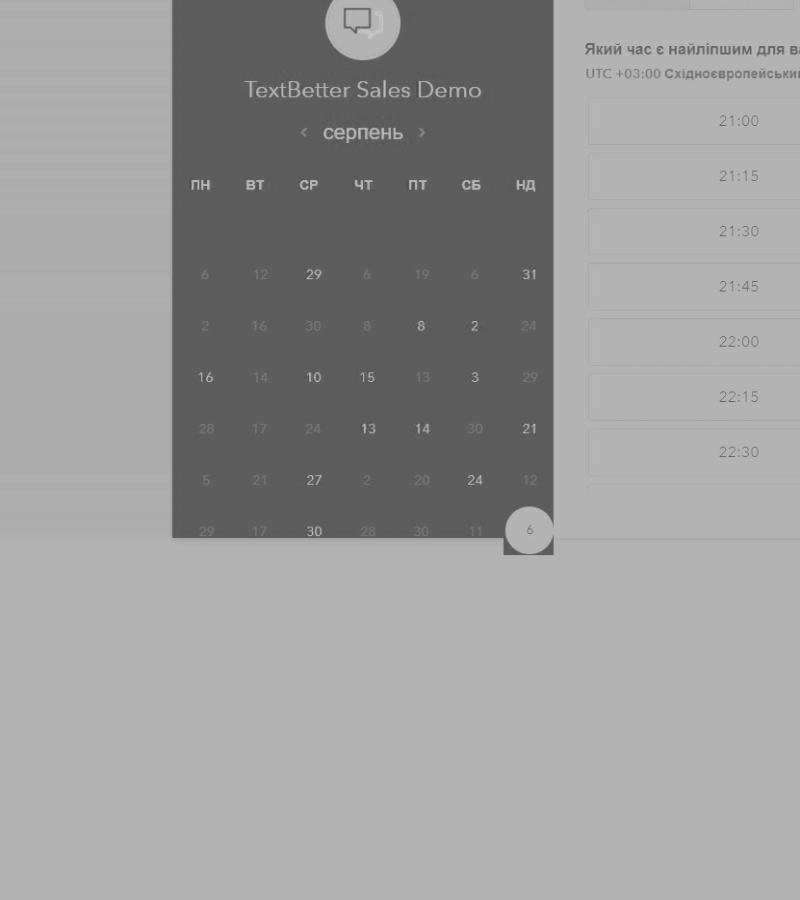 TextBetter Sales Demo
‹ серпень ›
ПН ВТ СР ЧТ ПТ СБ НД
6 12 29 6 19 6 31
2 16 30 8 8 2 24
16 14 10 15 13 3 29
28 17 24 13 14 30 21
5 21 27 2 20 24 12
29 17 30 28 30 11 6
Який час є найліпшим для
UTC +03:00 Східноєвропейський
21:00
21:15
21:30
21:45
22:00
22:15
22:30